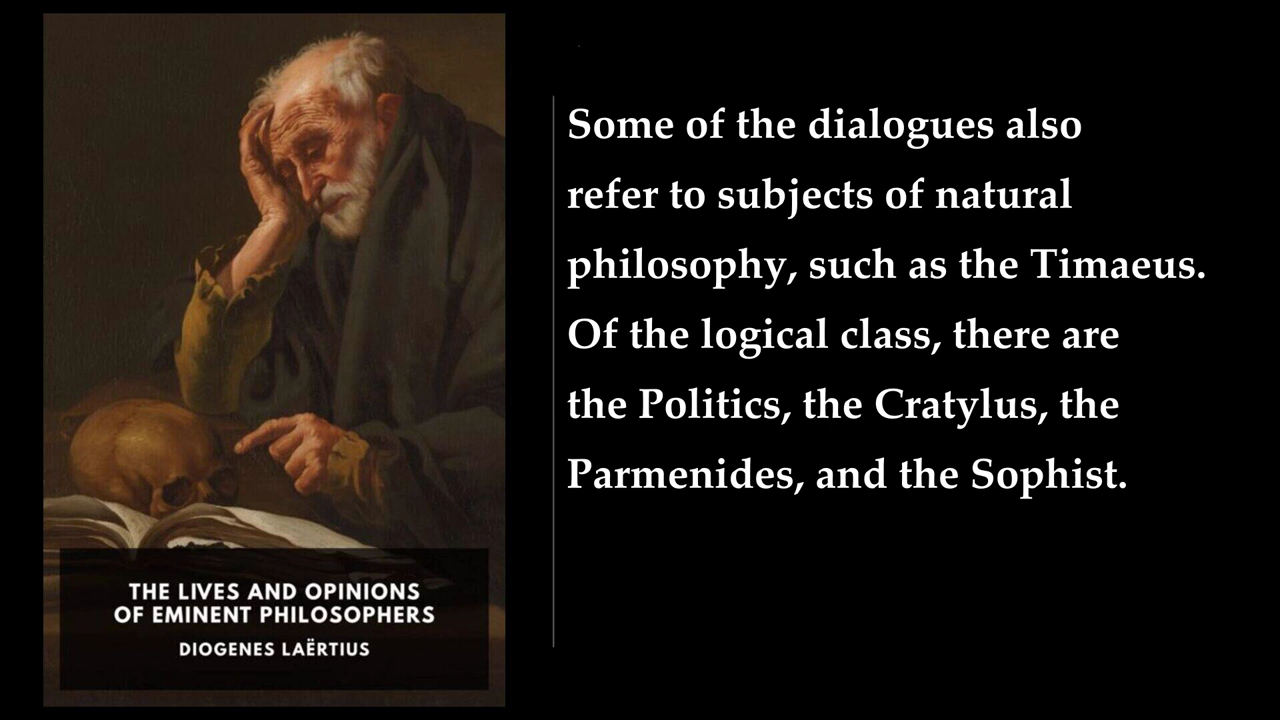 Some of the dialogues also
refer to subjects of natural
philosophy, such as the Timaeus.
Of the logical class, there are
the Politics, the Cratylus, the
Parmenides, and the Sophist.
THE LIVES AND OPINIONS
OF EMINENT PHILOSOPHERS
DIOGENES LAËRTIUS